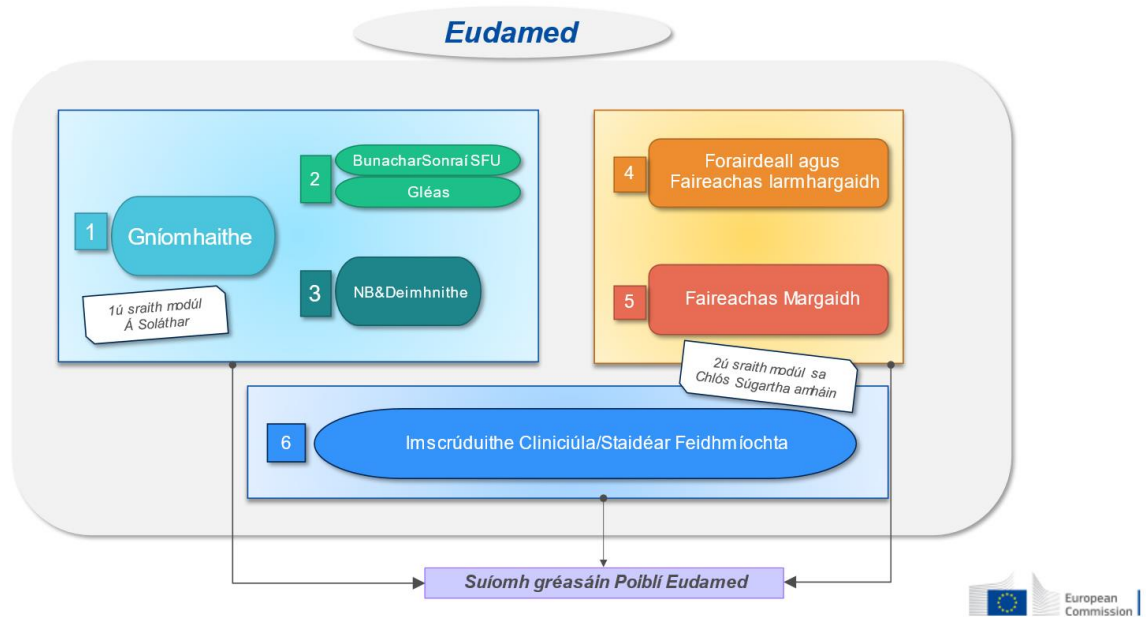 Eudamed
1
Gníomhaithe
1ú sraith modúl
Á Soláthar
2
BunacharSonraí SFU
Gléas
3
NB&Deimhnithe
4
Forairdeall agus
Faireachas Iarmhargaidh
5
Faireachas Margaidh
2ú sraith modúl sa
Chlós Súgartha amháin
6
Imscrúduithe Cliniciúla/Staidéar Feidhmíochta
Suíomh gréasáin Poiblí Eudamed
European
Commission